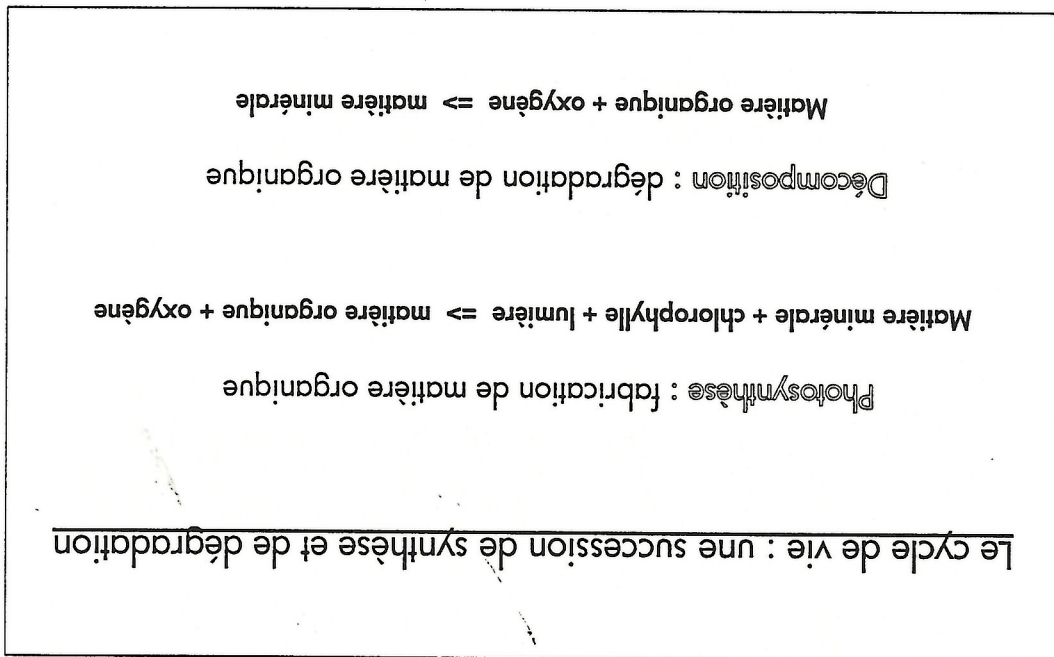 Le cycle de vie : une succession de synthèse et de dégradation
Photosynthèse : fabrication de matière organique
Matière minérale + chlorophylle + lumière => matière organique + oxygène
Décomposition : dégradation de matière organique
Matière organique + oxygène => matière minérale